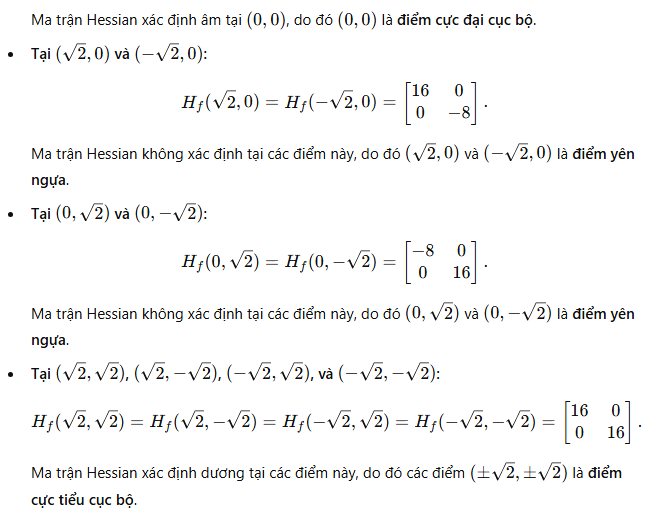 Ma trận Hessian xác định âm tại (0, 0), do đó (0, 0) là điểm cực đại cục bộ.
• Tại (√2, 0) và (−√2, 0):
H_f(√2, 0) = H_f(−√2, 0) = [16 0; 0 −8].
Ma trận Hessian không xác định tại các điểm này, do đó (√2, 0) và (−√2, 0) là điểm yên
ngựa.
• Tại (0, √2) và (0, −√2):
H_f(0, √2) = H_f(0, −√2) = [−8 0; 0 16].
Ma trận Hessian không xác định tại các điểm này, do đó (0, √2) và (0, −√2) là điểm yên
ngựa.
• Tại (√2, √2), (√2, −√2), (−√2, √2), và (−√2, −√2):
H_f(√2, √2) = H_f(√2, −√2) = H_f(−√2, √2) = H_f(−√2, −√2) = [16 0; 0 16].
Ma trận Hessian xác định dương tại các điểm này, do đó các điểm (±√2, ±√2) là điểm
cực tiểu cục bộ.